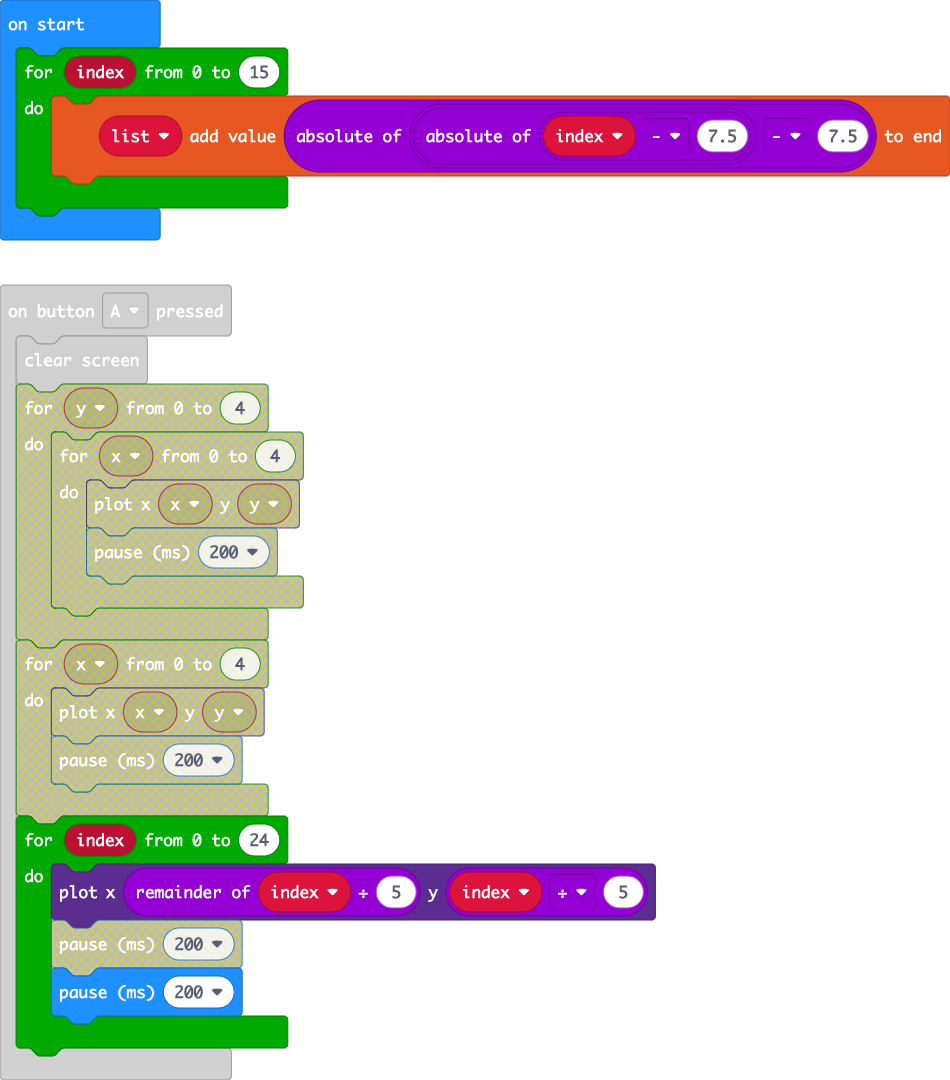 on start
for index from 0 to 15
do
list add value absolute of absolute of index - 7.5 - 7.5 to end
on button A pressed
clear screen
for y from 0 to 4
do
for x from 0 to 4
do
plot x x y y
pause (ms) 200
for x from 0 to 4
do
plot x x y y
pause (ms) 200
for index from 0 to 24
do
plot x remainder of index ÷ 5 y index ÷ 5
pause (ms) 200
pause (ms) 200